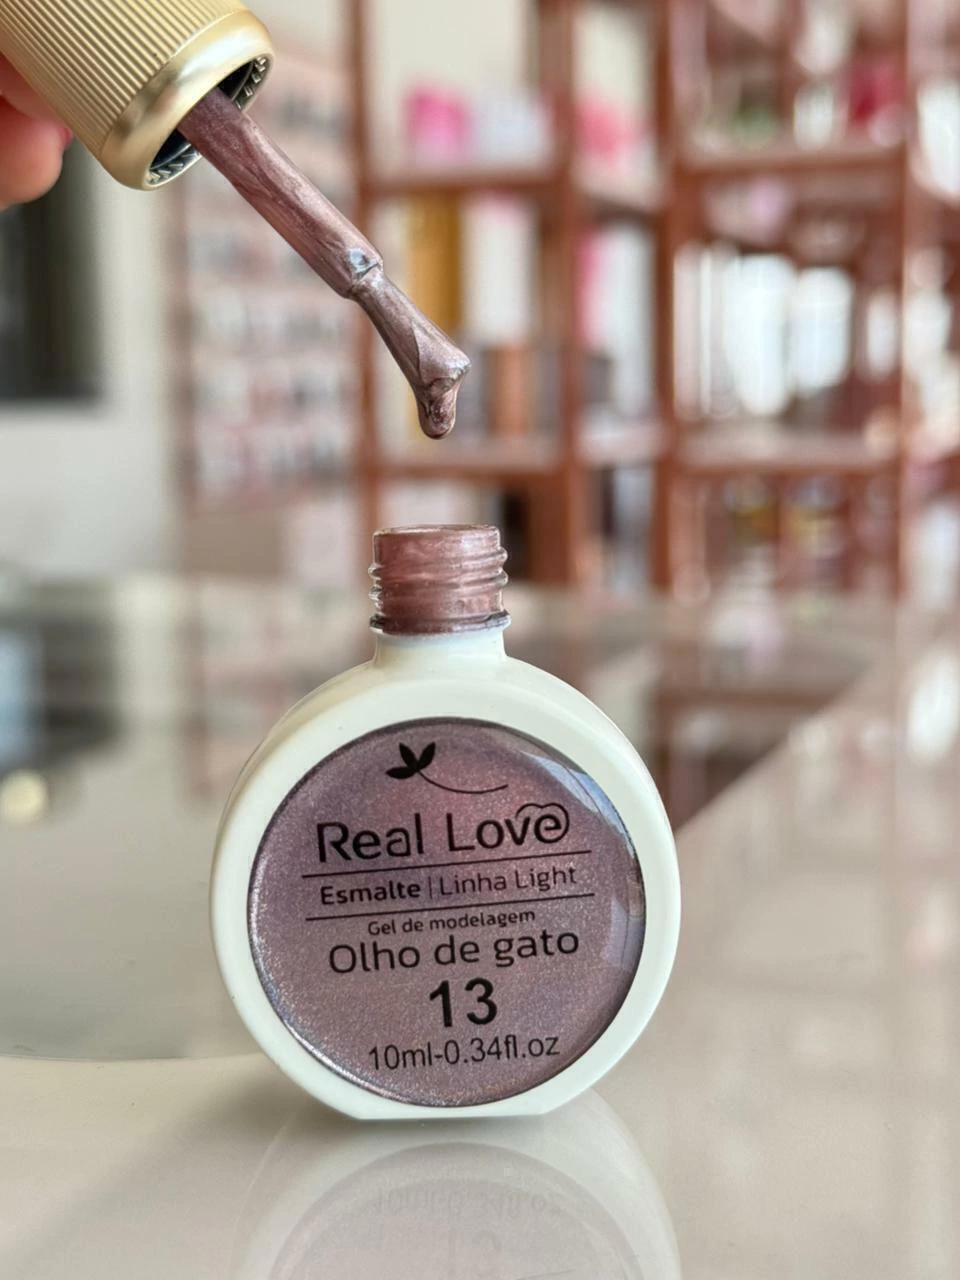 Real Love
Esmalte | Linha Light
Gel de modelagem
Olho de gato
13
10ml-0.34fl.oz